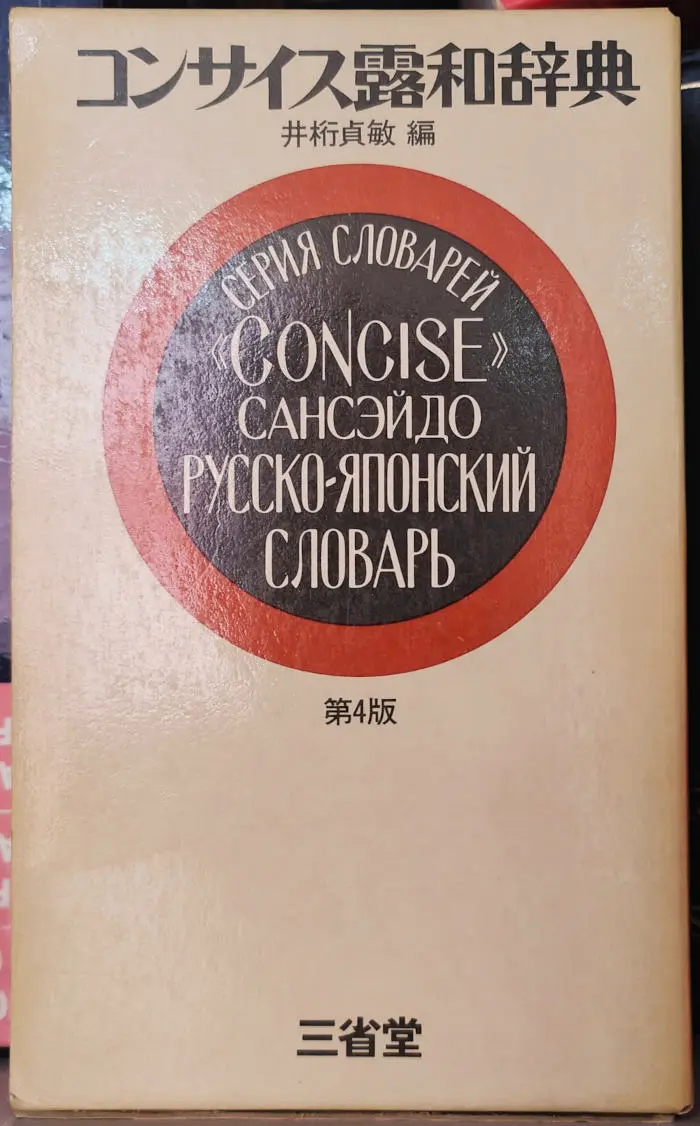 コンサイス露和辞典
井桁貞敏 編
СЕРИЯ СЛОВАРЕЙ
《CONCISE》
САНСЭЙДО
РУССКО-ЯПОНСКИЙ
СЛОВАРЬ
第4版
三省堂